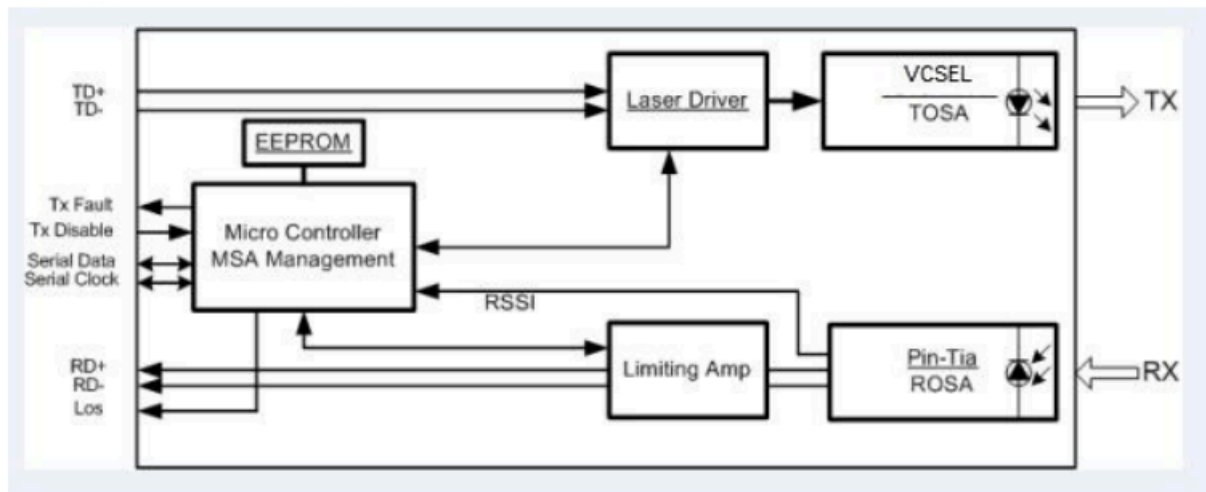 TD+
TD-
Laser Driver
VCSEL
TOSA
TX
EEPROM
Tx Fault
Tx Disable
Serial Data
Serial Clock
Micro Controller
MSA Management
RSSI
RD+
RD-
Los
Limiting Amp
Pin-Tia
ROSA
RX